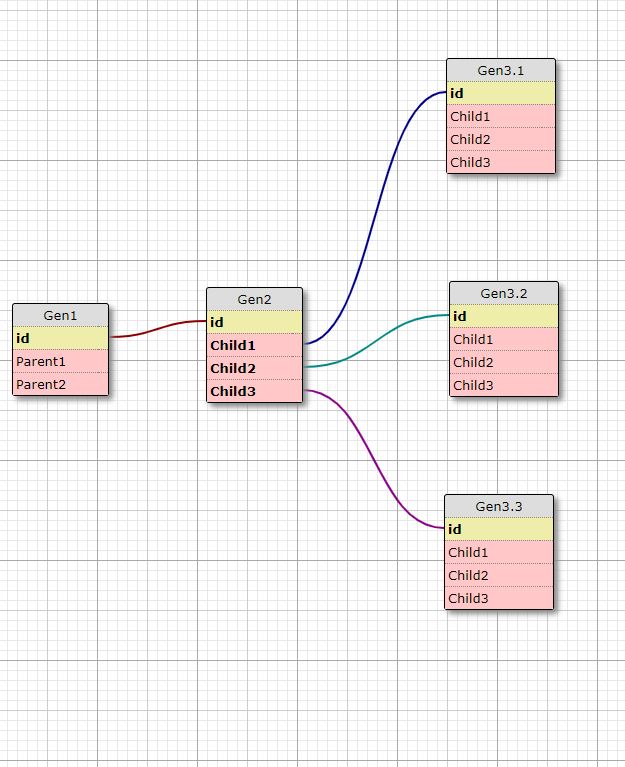 Gen3.1
id
Child1
Child2
Child3
Gen1
id
Parent1
Parent2
Gen2
id
Child1
Child2
Child3
Gen3.2
id
Child1
Child2
Child3
Gen3.3
id
Child1
Child2
Child3